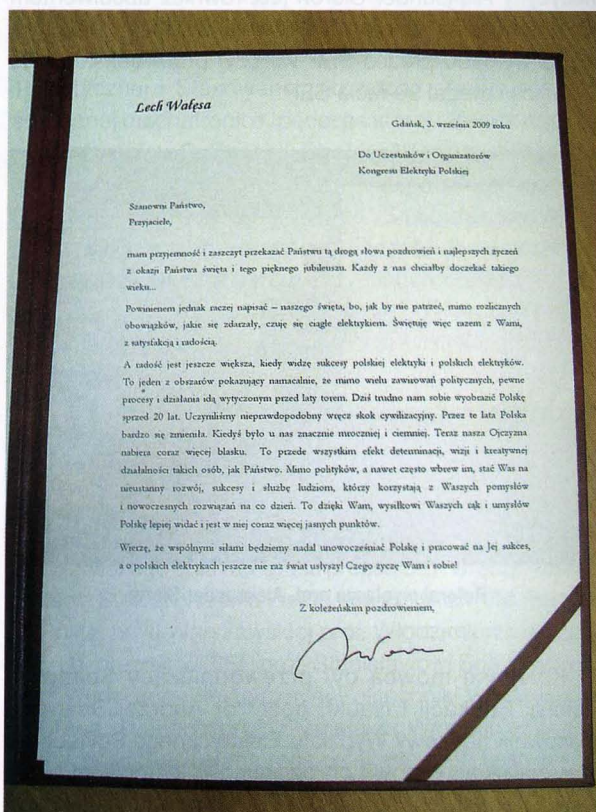 Lech Wałęsa
Gdańsk, 3. września 2009 roku
Do Uczestników i Organizatorów
Kongresu Elektryki Polskiej
Szanowni Państwo,
Przyjaciele,
mam przyjemność i zaszczyt przekazać Państwu tą drogą słowa pozdrowień i najlepszych życzeń
z okazji Państwa święta i tego pięknego jubileuszu. Każdy z nas chciałby doczekać takiego
wieku...
Powinienem jednak raczej napisać – naszego święta, bo, jak by nie patrzeć, mimo rozlicznych
obowiązków, jakie się zdarzały, czuję się ciągle elektrykiem. Świętuję więc razem z Wami,
z satysfakcją i radością.
A radość jest jeszcze większa, kiedy widzę sukcesy polskiej elektryki i polskich elektryków.
To jeden z obszarów pokazujący namacalnie, że mimo wielu zawirowań politycznych, pewne
procesy i działania idą wytyczonym przed laty torem. Dziś trudno nam sobie wyobrazić Polskę
sprzed 20 lat. Uczyniliśmy nieprawdopodobny wręcz skok cywilizacyjny. Przez te lata Polska
bardzo się zmieniła. Kiedyś było u nas znacznie mroczniej i ciemniej. Teraz nasza Ojczyzna
nabiera coraz więcej blasku. To przede wszystkim efekt determinacji, wizji i kreatywnej
działalności takich osób, jak Państwo. Mimo polityków, a nawet często wbrew im, stać Was na
nieustanny rozwój, sukcesy i służbę ludziom, którzy korzystają z Waszych pomysłów
i nowoczesnych rozwiązań na co dzień. To dzięki Wam, wysiłkowi Waszych rąk i umysłów
Polskę lepiej widać i jest w niej coraz więcej jasnych punktów.
Wierzę, że wspólnymi siłami będziemy nadal unowocześniać Polskę i pracować na Jej sukces,
a o polskich elektrykach jeszcze nie raz świat usłyszy! Czego życzę Wam i sobie!
Z koleżeńskim pozdrowieniem,